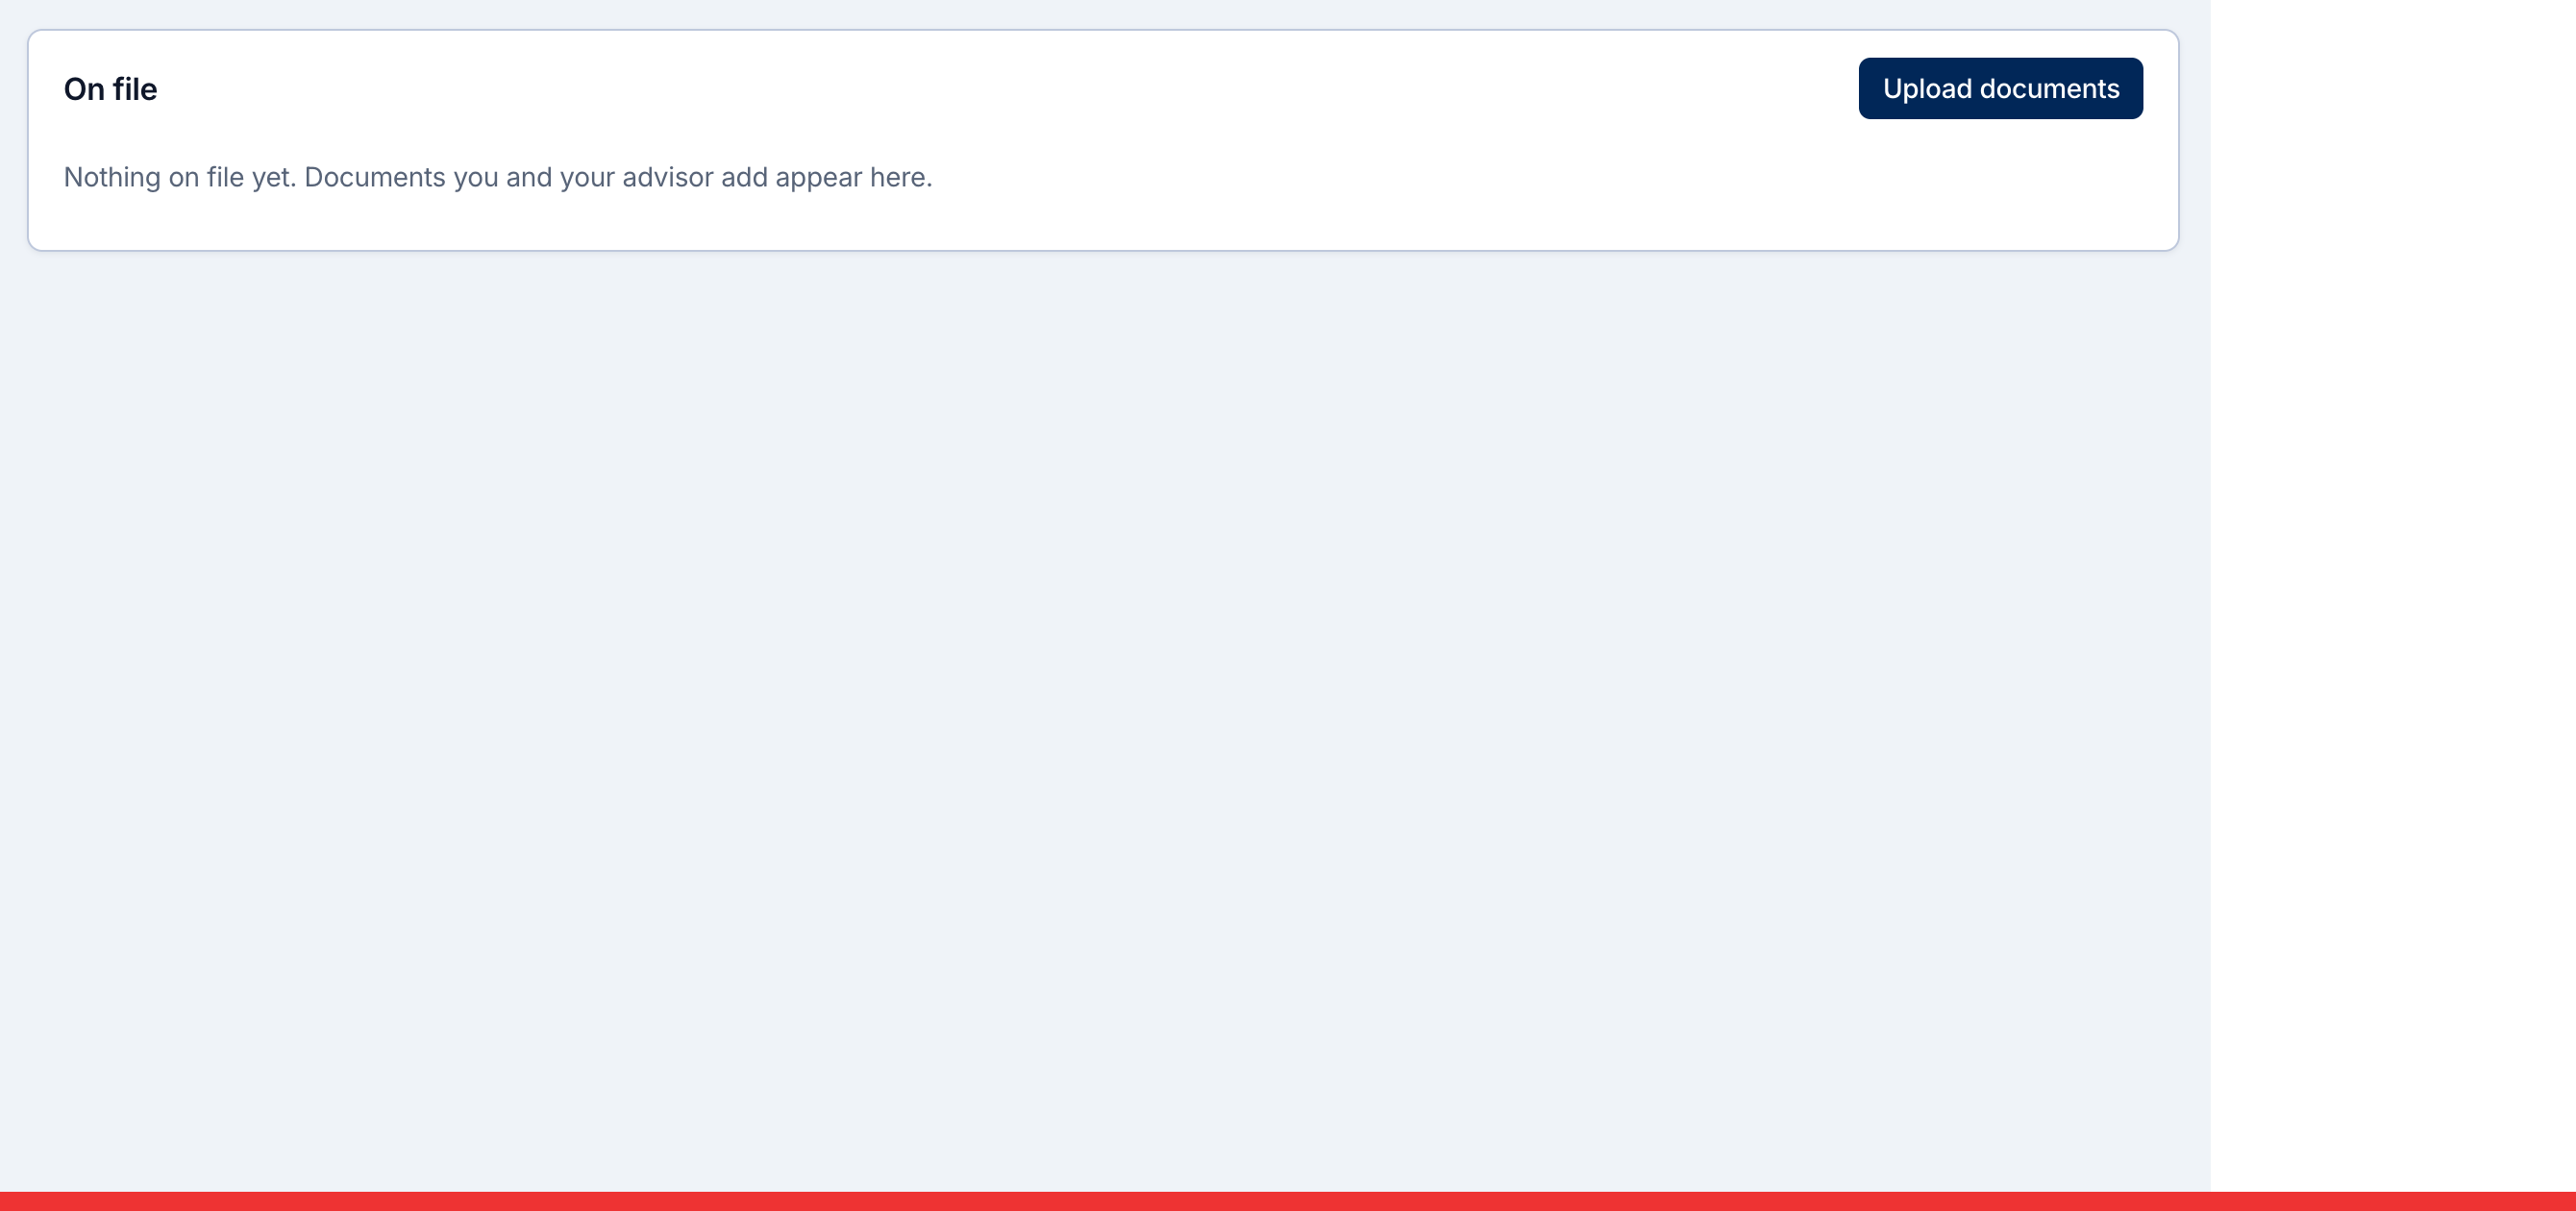 On file
Upload documents
Nothing on file yet. Documents you and your advisor add appear here.